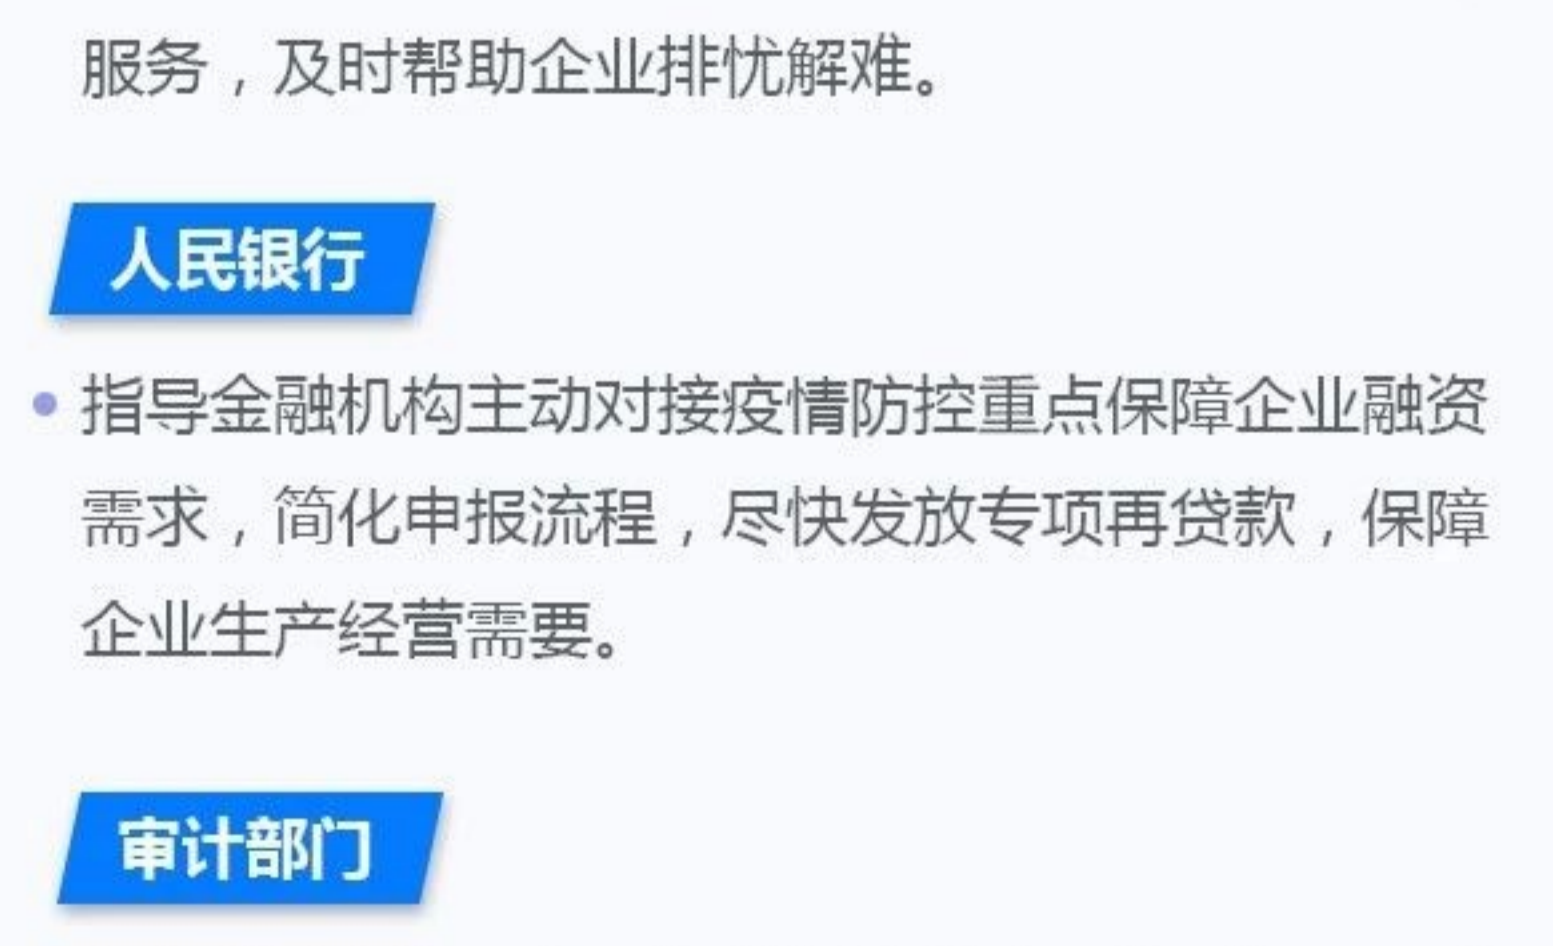 服务，及时帮助企业排忧解难。
人民银行
指导金融机构主动对接疫情防控重点保障企业融资
需求，简化申报流程，尽快发放专项再贷款，保障
企业生产经营需要。
审计部门